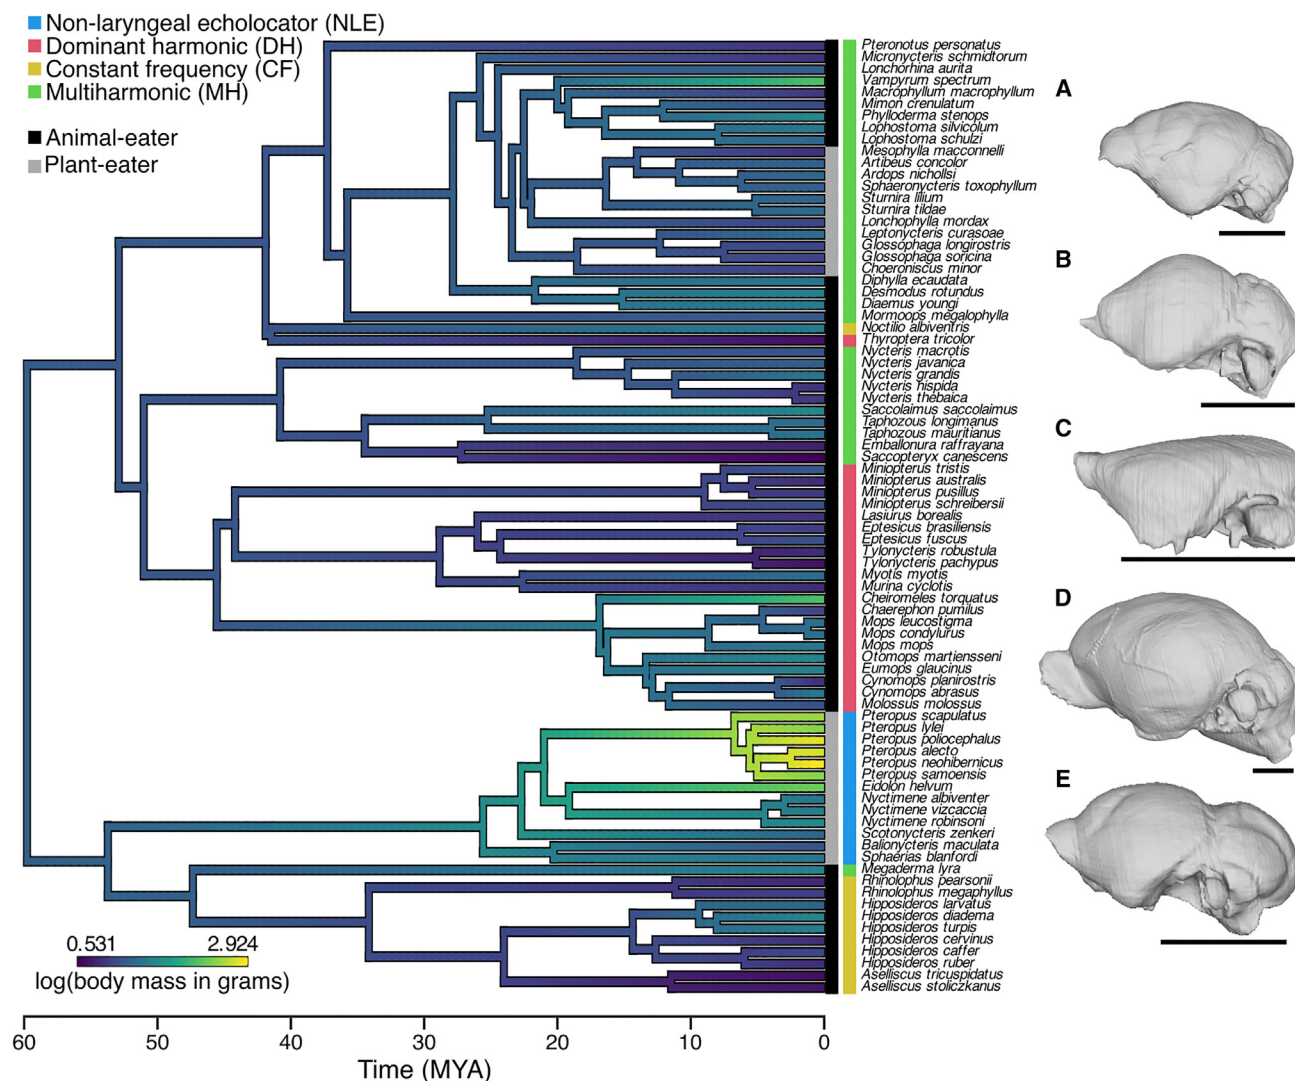 Non-laryngeal echolocator (NLE)
Dominant harmonic (DH)
Constant frequency (CF)
Multiharmonic (MH)
Animal-eater
Plant-eater
Pteronotus personatus
Micronycteris schmidtorum
Lonchorhina aurita
Vampyrum spectrum
Macrophyllum macrophyllum
Mimon crenulatum
Phylloderma stenops
Lophostoma silvicolum
Lophostoma schulzi
Mesophylla macconnelli
Artibeus concolor
Ardops nichollsi
Sphaeronycteris toxophyllum
Sturnira lilium
Sturnira tildae
Lonchophylla mordax
Leptonycteris curasoae
Glossophaga longirostris
Glossophaga soricina
Choeroniscus minor
Diphylla ecaudata
Desmodus rotundus
Diaemus youngi
Mormoops megalophylla
Noctilio albiventris
Thyroptera tricolor
Nycteris macrotis
Nycteris javanica
Nycteris grandis
Nycteris hispida
Nycteris thebaica
Saccolaimus saccolaimus
Taphozous longimanus
Taphozous mauritianus
Emballonura raffrayana
Saccopteryx canescens
Miniopterus tristis
Miniopterus australis
Miniopterus pusillus
Miniopterus schreibersii
Lasiurus borealis
Eptesicus brasiliensis
Eptesicus fuscus
Tylonycteris robustula
Tylonycteris pachypus
Myotis myotis
Murina cyclotis
Cheiromeles torquatus
Chaerephon pumilus
Mops leucostigma
Mops condylurus
Mops mops
Otomops martiensseni
Eumops glaucinus
Cynomops planirostris
Cynomops abrasus
Molossus molossus
Pteropus scapulatus
Pteropus lylei
Pteropus poliocephalus
Pteropus alecto
Pteropus neohibernicus
Pteropus samoensis
Eidolon helvum
Nyctimene albiventer
Nyctimene vizcaccia
Nyctimene robinsoni
Scotonycteris zenkeri
Balionycteris maculata
Sphaerias blanfordi
Megaderma lyra
Rhinolophus pearsonii
Rhinolophus megaphyllus
Hipposideros larvatus
Hipposideros diadema
Hipposideros turpis
Hipposideros cervinus
Hipposideros caffer
Hipposideros ruber
Aselliscus tricuspidatus
Aselliscus stoliczkanus
0.531 2.924
log(body mass in grams)
60 50 40 30 20 10 0
Time (MYA)
A
B
C
D
E